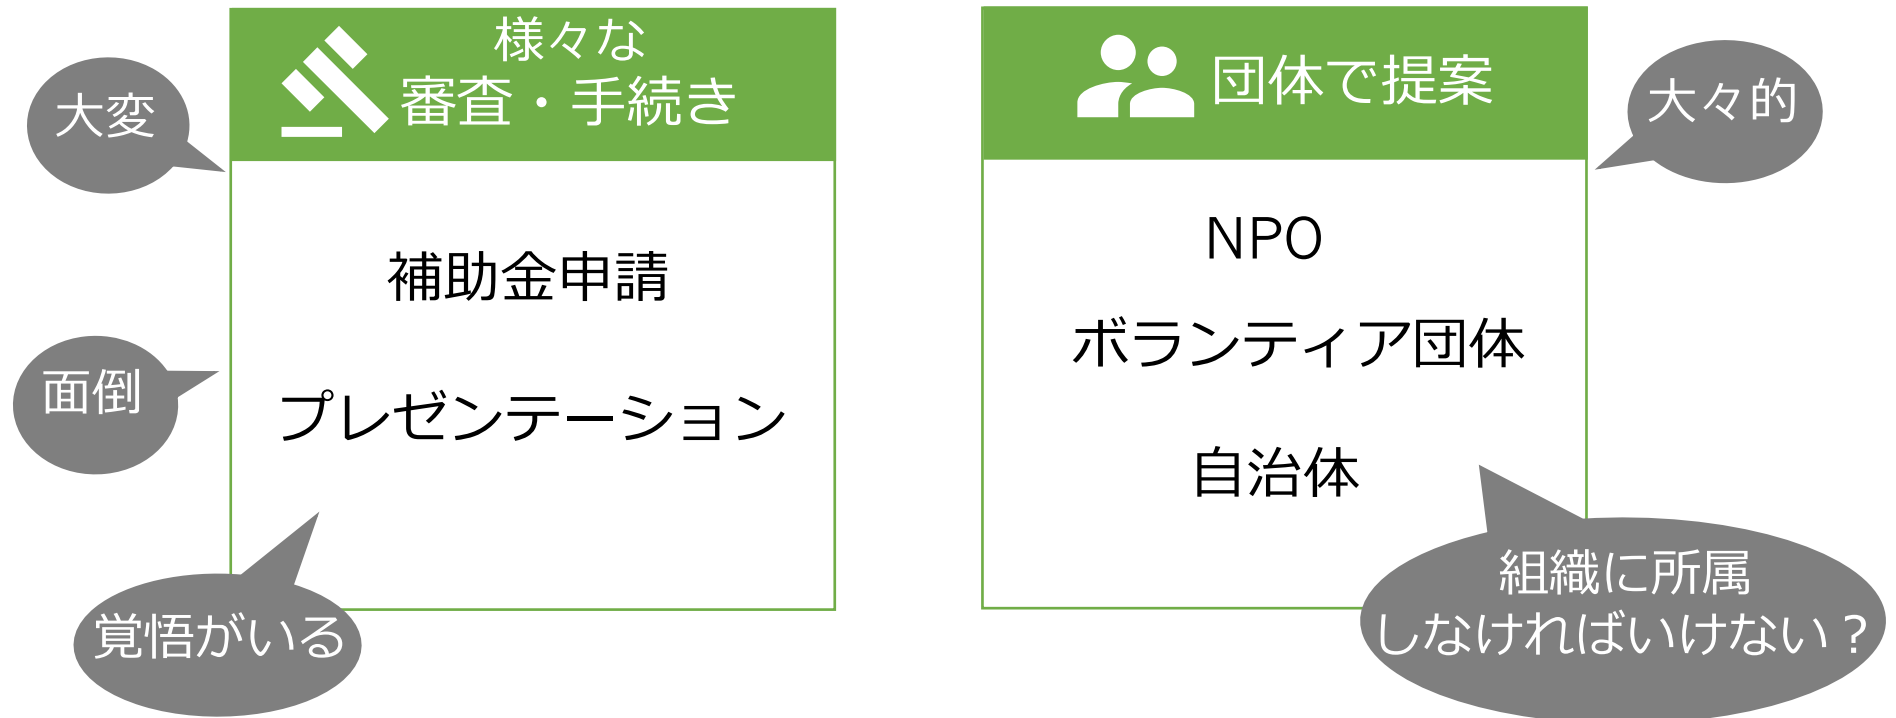 様々な
審査・手続き
大変
補助金申請
面倒
プレゼンテーション
覚悟がいる
団体で提案
大々的
NPO
ボランティア団体
自治体
組織に所属
しなければいけない？